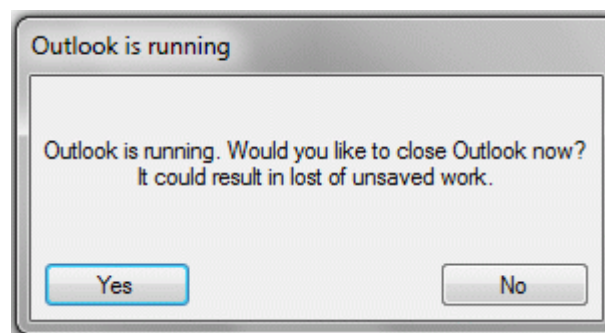 Outlook is running
Outlook is running. Would you like to close Outlook now?
It could result in lost of unsaved work.
Yes
No